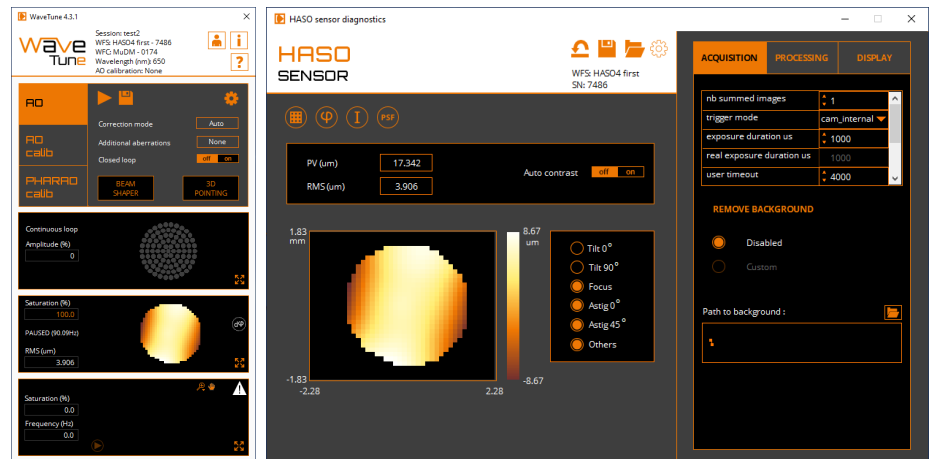 WaveTune 4.3.1
Wave
Tune
Session: test2
WFS: HASO4 first - 7486
WFC: MuDM - 0174
Wavelength (nm): 650
AO calibration: None
i
?
AO
AO
calib
PHARAO
calib
Correction mode
Auto
Additional aberrations
None
Closed loop
off on
BEAM
SHAPER
3D
POINTING
Continuous loop
Amplitude (%)
0
Saturation (%)
100.0
PAUSED (90.09Hz)
RMS (um)
3.906
dφ
Saturation (%)
0.0
Frequency (Hz)
0.0
HASO sensor diagnostics
HASO
SENSOR
WFS: HASO4 first
SN: 7486
φ
I
PSF
PV (um)
17.342
RMS (um)
3.906
Auto contrast
off on
1.83
mm
-1.83
-2.28
2.28
8.67
um
-8.67
Tilt 0°
Tilt 90°
Focus
Astig 0°
Astig 45°
Others
ACQUISITION
PROCESSING
DISPLAY
nb summed images
1
trigger mode
cam_internal
exposure duration us
1000
real exposure duration us
1000
user timeout
4000
REMOVE BACKGROUND
Disabled
Custom
Path to background :